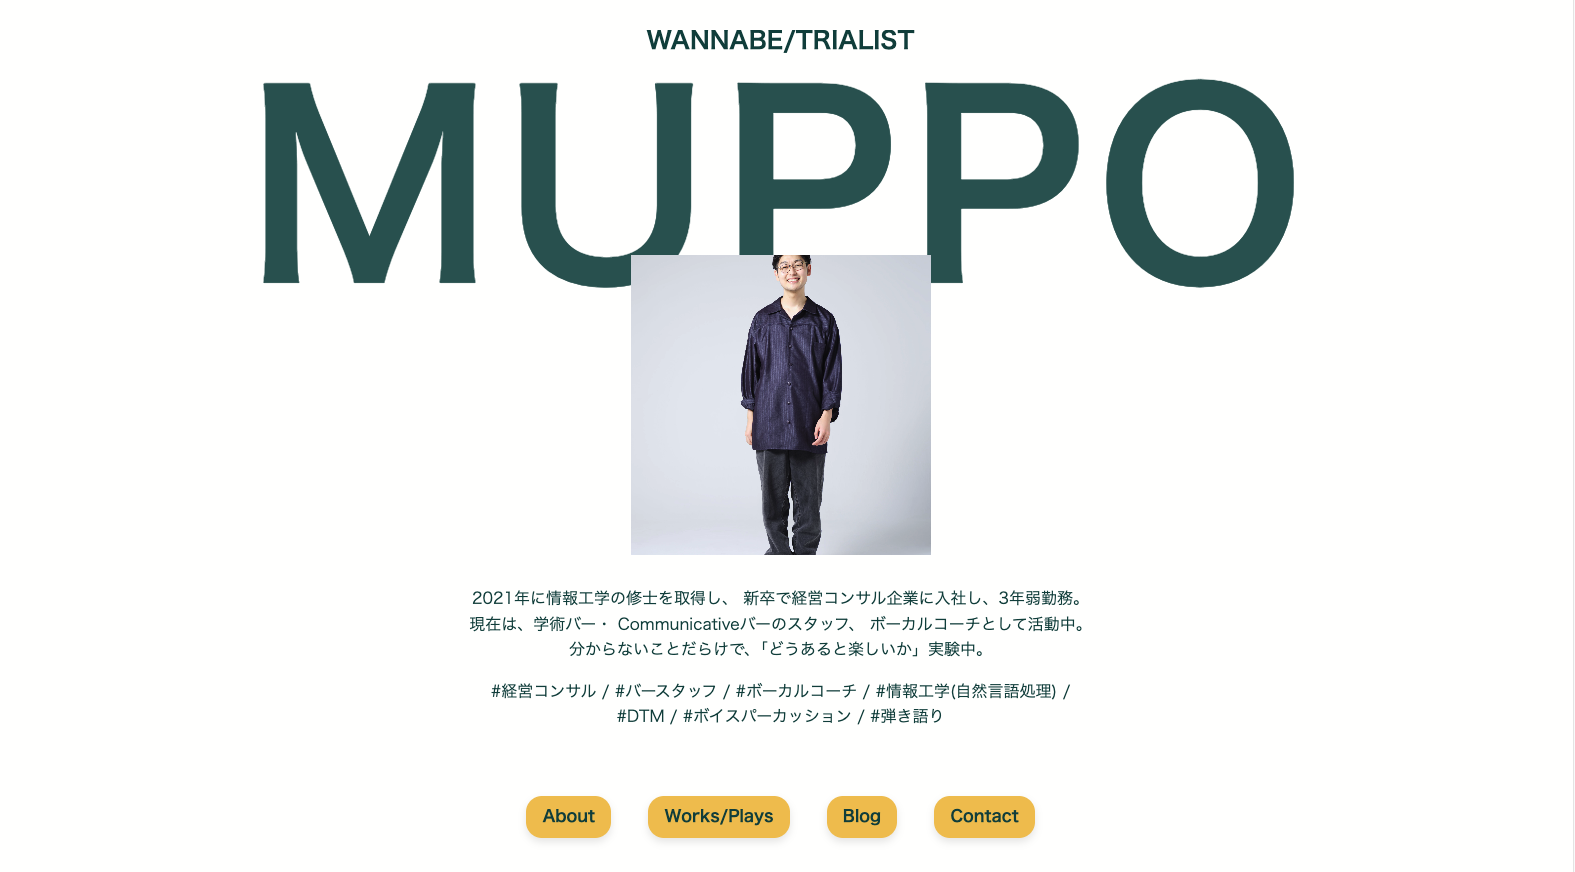 WANNABE/TRIALIST
MUPPO
2021年に情報工学の修士を取得し、 新卒で経営コンサル企業に入社し、3年弱勤務。
現在は、学術バー・ Communicativeバーのスタッフ、 ボーカルコーチとして活動中。
分からないことだらけで、「どうあると楽しいか」実験中。
#経営コンサル / #バースタッフ / #ボーカルコーチ / #情報工学(自然言語処理) /
#DTM / #ボイスパーカッション / #弾き語り
About
Works/Plays
Blog
Contact